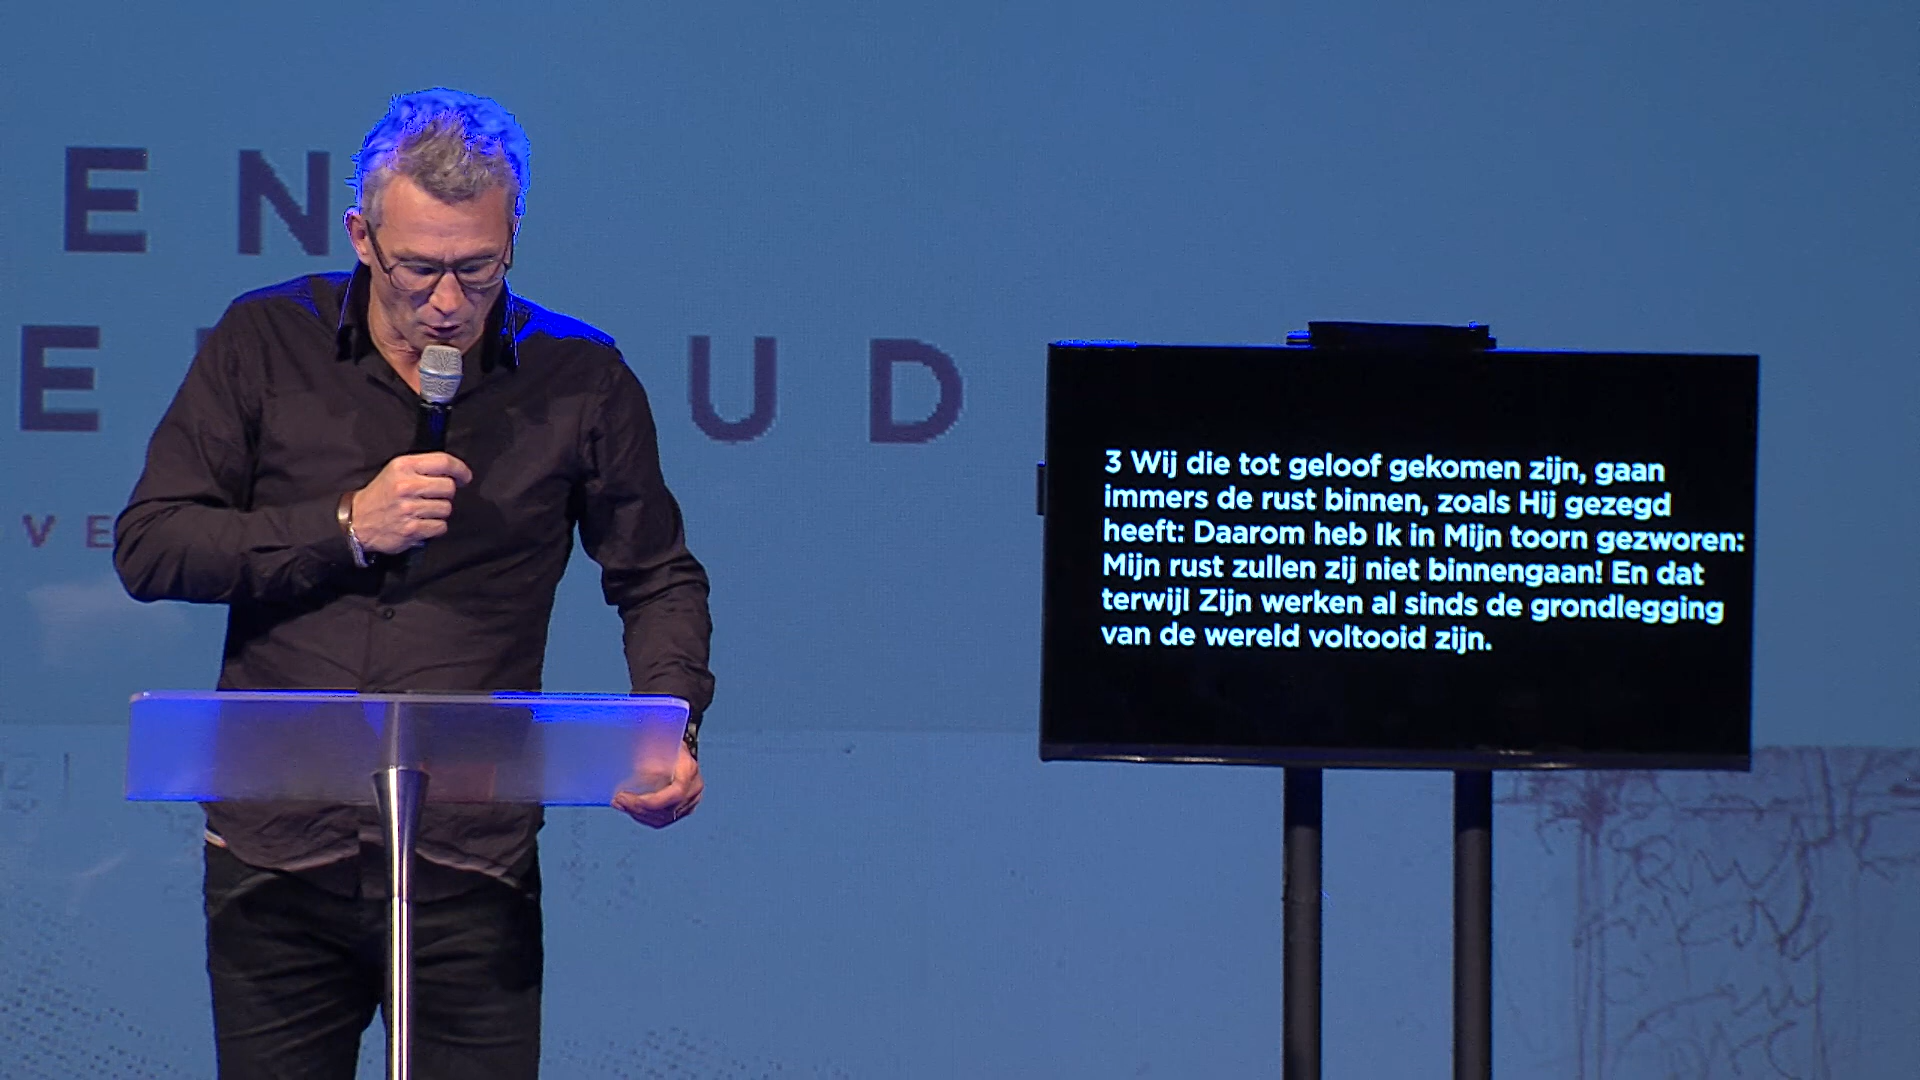 E N
E U D
V E
3 Wij die tot geloof gekomen zijn, gaan
immers de rust binnen, zoals Hij gezegd
heeft: Daarom heb Ik in Mijn toorn gezworen:
Mijn rust zullen zij niet binnengaan! En dat
terwijl Zijn werken al sinds de grondlegging
van de wereld voltooid zijn.